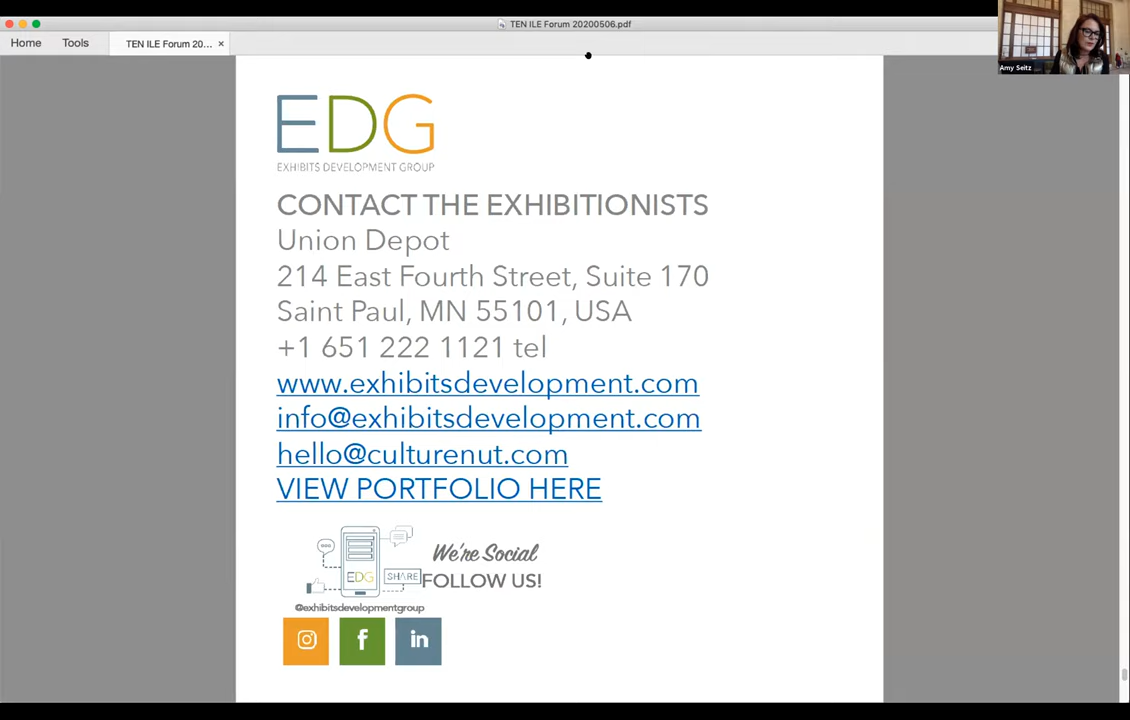 TEN ILE Forum 20200506.pdf
Home Tools TEN ILE Forum 20... ×
Amy Seitz
EDG
EXHIBITS DEVELOPMENT GROUP
CONTACT THE EXHIBITIONISTS
Union Depot
214 East Fourth Street, Suite 170
Saint Paul, MN 55101, USA
+1 651 222 1121 tel
www.exhibitsdevelopment.com
info@exhibitsdevelopment.com
hello@culturenut.com
VIEW PORTFOLIO HERE
We're Social
EDG SHARE FOLLOW US!
@exhibitsdevelopmentgroup
f in